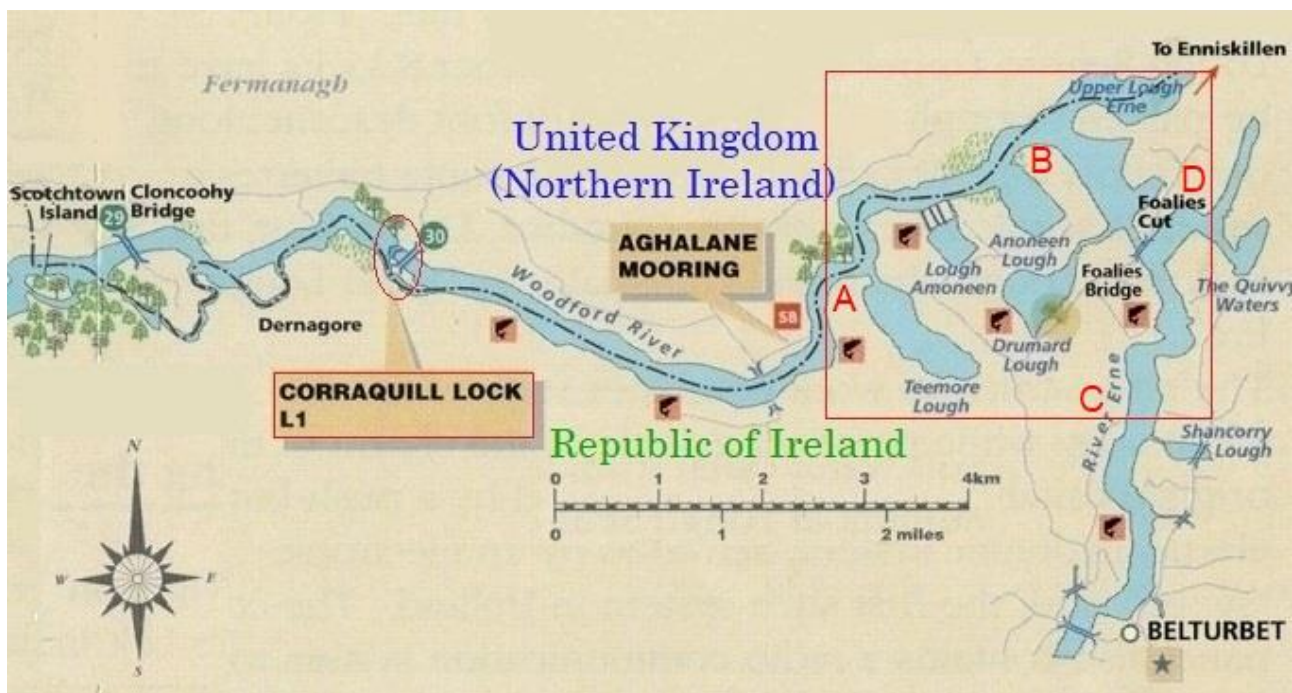 To Enniskillen
Fermanagh
Upper Lough
Erne
United Kingdom
(Northern Ireland)
B
D
Scotchtown
Island
Cloncoohy
Bridge
29
30
AGHALANE
MOORING
Foalies
Cut
Anoneen
Lough
Lough
Amoneen
Foalies
Bridge
The Quivvy
Waters
Woodford River
A
58
Dernagore
Drumard
Lough
CORRAQUILL LOCK
L1
Teemore
Lough
C
River Erne
Republic of Ireland
Shancorry
Lough
0 1 2 3 4km
0 1 2 miles
N
W E
S
BELTURBET